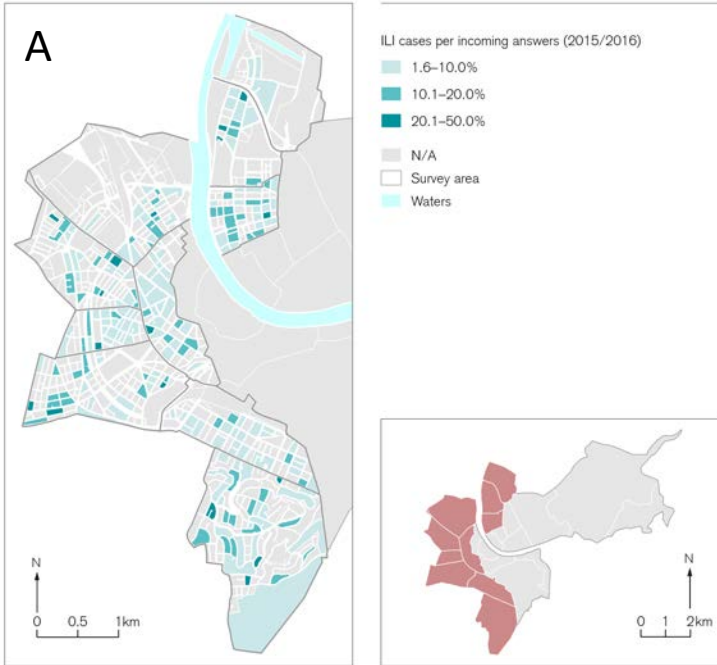 A
ILI cases per incoming answers (2015/2016)
1.6–10.0%
10.1–20.0%
20.1–50.0%
N/A
Survey area
Waters
N
0 0.5 1km
N
0 1 2km